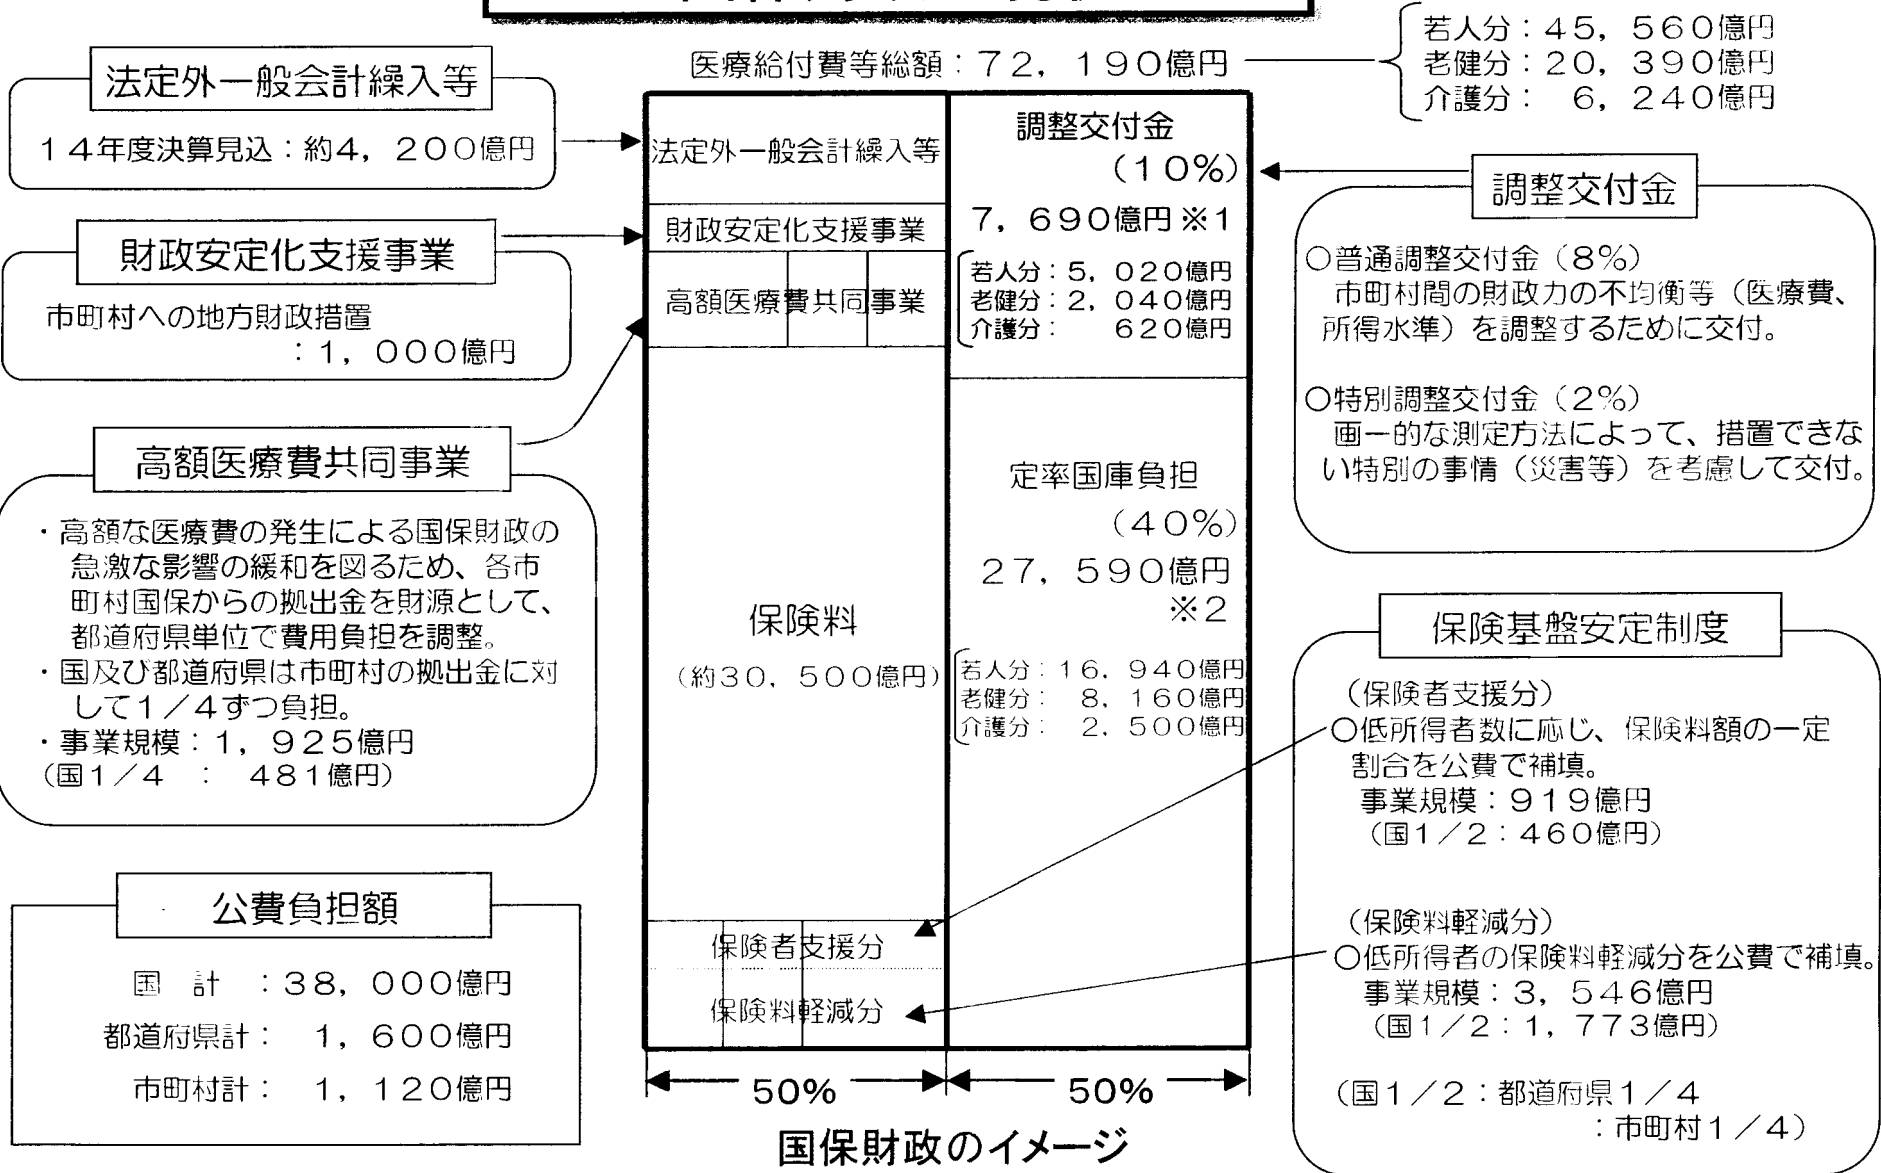 医療給付費等総額：72，190億円
若人分：45，560億円
老健分：20，390億円
介護分：　6，240億円
法定外一般会計繰入等
14年度決算見込：約4，200億円
財政安定化支援事業
市町村への地方財政措置
：1，000億円
高額医療費共同事業
・高額な医療費の発生による国保財政の
急激な影響の緩和を図るため、各市
町村国保からの拠出金を財源として、
都道府県単位で費用負担を調整。
・国及び都道府県は市町村の拠出金に対
して1／4ずつ負担。
・事業規模：1，925億円
（国1／4　：　481億円）
公費負担額
国　計　：38，000億円
都道府県計：　1，600億円
市町村計：　1，120億円
法定外一般会計繰入等
財政安定化支援事業
高額医療費共同事業
保険料
（約30，500億円）
保険者支援分
保険料軽減分
調整交付金
（10％）
7，690億円※1
若人分：5，020億円
老健分：2，040億円
介護分：　　620億円
定率国庫負担
（40％）
27，590億円
※2
若人分：16，940億円
老健分：　8，160億円
介護分：　2，500億円
50%
50%
国保財政のイメージ
調整交付金
○普通調整交付金（8％）
市町村間の財政力の不均衡等（医療費、
所得水準）を調整するために交付。
○特別調整交付金（2％）
画一的な測定方法によって、措置できな
い特別の事情（災害等）を考慮して交付。
保険基盤安定制度
（保険者支援分）
○低所得者数に応じ、保険料額の一定
割合を公費で補填。
事業規模：919億円
（国1／2：460億円）
（保険料軽減分）
○低所得者の保険料軽減分を公費で補填。
事業規模：3，546億円
（国1／2：1，773億円）
（国1／2：都道府県1／4
：市町村1／4）